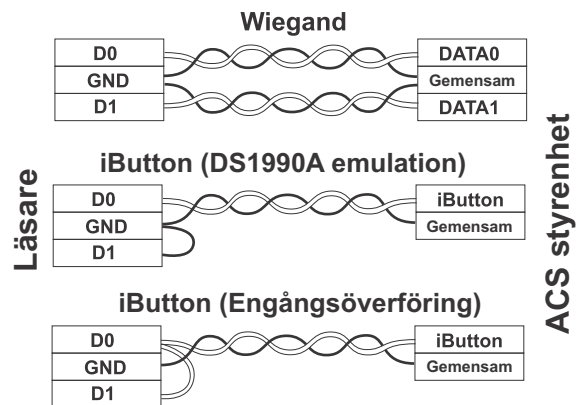 Wiegand
D0 DATA0
GND Gemensam
D1 DATA1
iButton (DS1990A emulation)
D0 iButton
GND Gemensam
D1
iButton (Engångsöverföring)
D0 iButton
GND Gemensam
D1
Läsare
ACS styrenhet